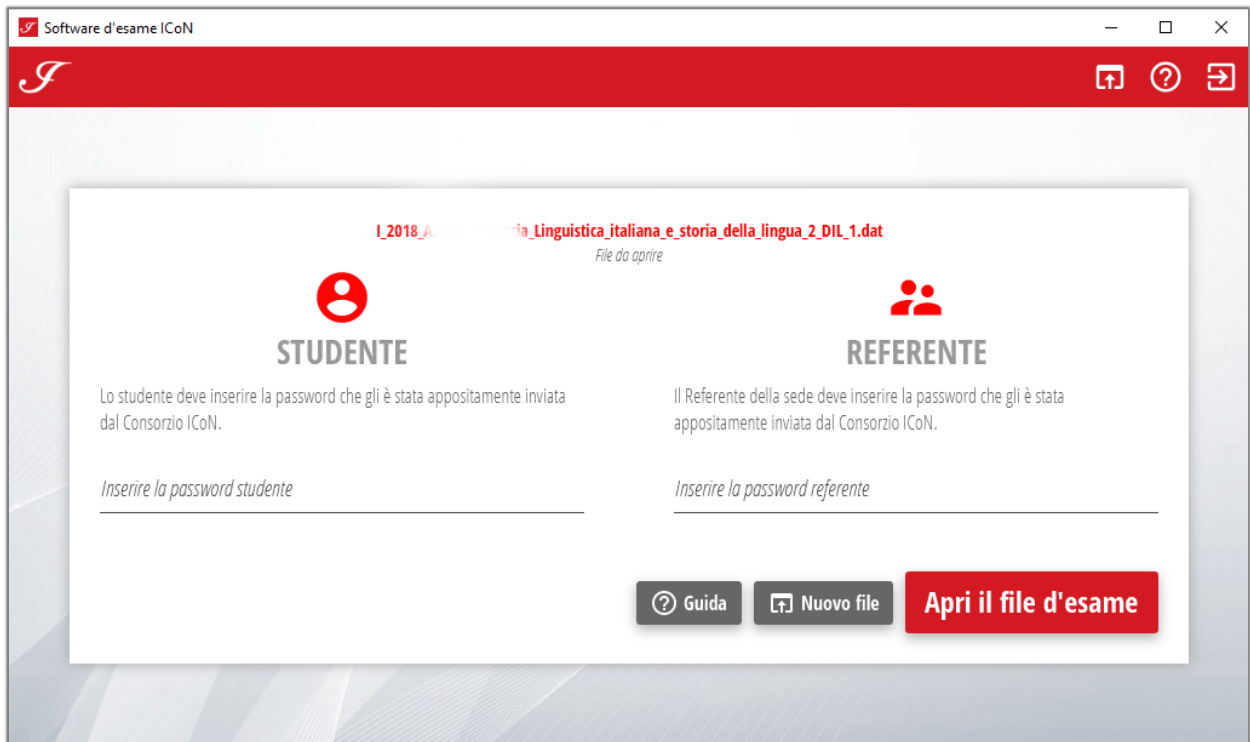 Software d'esame ICoN
I_2018_A ia_Linguistica_italiana_e_storia_della_lingua_2_DIL_1.dat
File da aprire
STUDENTE
Lo studente deve inserire la password che gli è stata appositamente inviata
dal Consorzio ICoN.
Inserire la password studente
REFERENTE
Il Referente della sede deve inserire la password che gli è stata
appositamente inviata dal Consorzio ICoN.
Inserire la password referente
Guida
Nuovo file
Apri il file d'esame